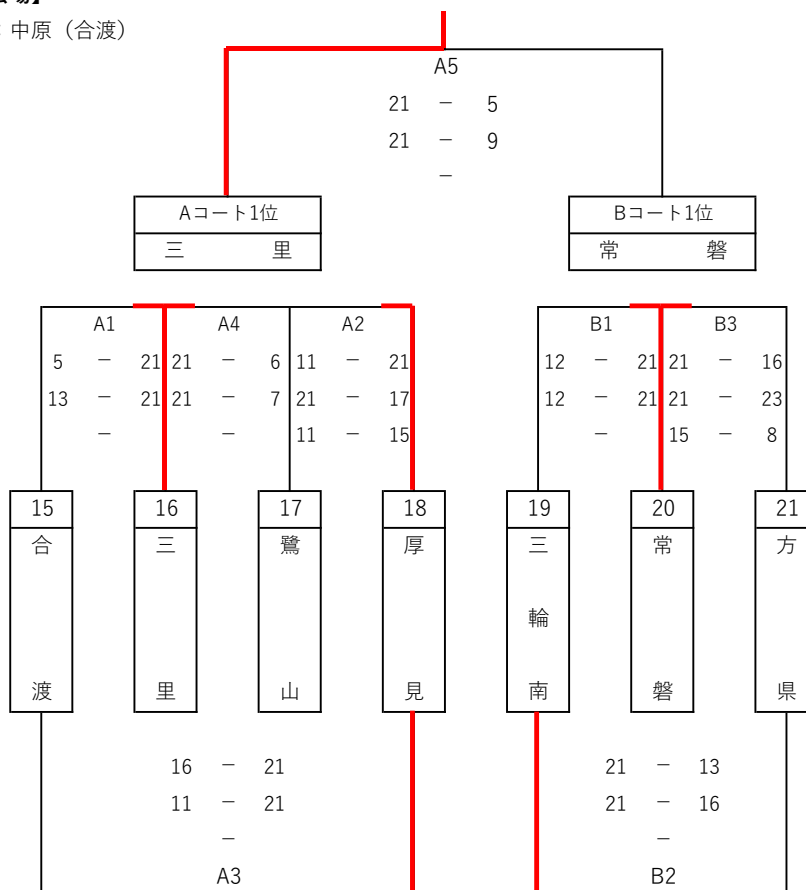 中原（合渡）
A5
21 － 5
21 － 9
－
Aコート1位 Bコート1位
三 里 常 磐
A1 A4 A2 B1 B3
5 － 21 21 － 6 11 － 21 12 － 21 21 － 16
13 － 21 21 － 7 21 － 17 12 － 21 21 － 23
－ － 11 － 15 － 15 － 8
15 16 17 18 19 20 21
合渡 三里 鷺山 厚見 三輪南 常磐 方県
16 － 21 21 － 13
11 － 21 21 － 16
－ －
A3 B2